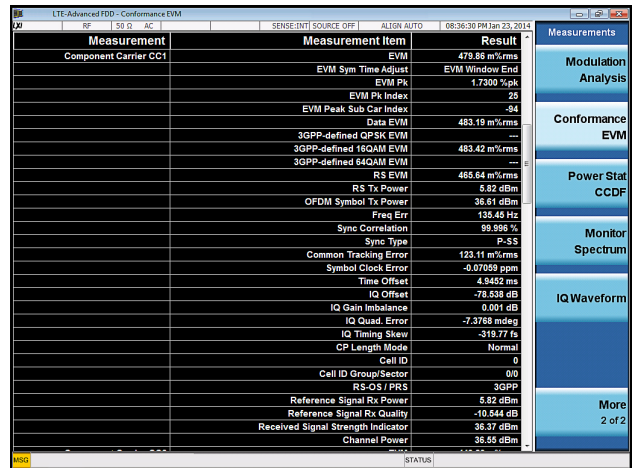 LTE-Advanced FDD - Conformance EVM
LXI RF 50 Ω AC SENSE:INT SOURCE OFF ALIGN AUTO 08:36:30 PM Jan 23, 2014
Measurements
Measurement Measurement Item Result
Component Carrier CC1 EVM 479.86 m%rms
EVM Sym Time Adjust EVM Window End
EVM Pk 1.7300 %pk
EVM Pk Index 25
EVM Peak Sub Car Index -94
Data EVM 483.19 m%rms
3GPP-defined QPSK EVM ---
3GPP-defined 16QAM EVM 483.42 m%rms
3GPP-defined 64QAM EVM ---
RS EVM 465.64 m%rms
RS Tx Power 5.82 dBm
OFDM Symbol Tx Power 36.61 dBm
Freq Err 135.45 Hz
Sync Correlation 99.996 %
Sync Type P-SS
Common Tracking Error 123.11 m%rms
Symbol Clock Error -0.07059 ppm
Time Offset 4.9452 ms
IQ Offset -78.538 dB
IQ Gain Imbalance 0.001 dB
IQ Quad. Error -7.3768 mdeg
IQ Timing Skew -319.77 fs
CP Length Mode Normal
Cell ID 0
Cell ID Group/Sector 0/0
RS-OS / PRS 3GPP
Reference Signal Rx Power 5.82 dBm
Reference Signal Rx Quality -10.544 dB
Received Signal Strength Indicator 36.37 dBm
Channel Power 36.55 dBm
Modulation
Analysis
Conformance
EVM
Power Stat
CCDF
Monitor
Spectrum
IQ Waveform
More
2 of 2
MSG STATUS